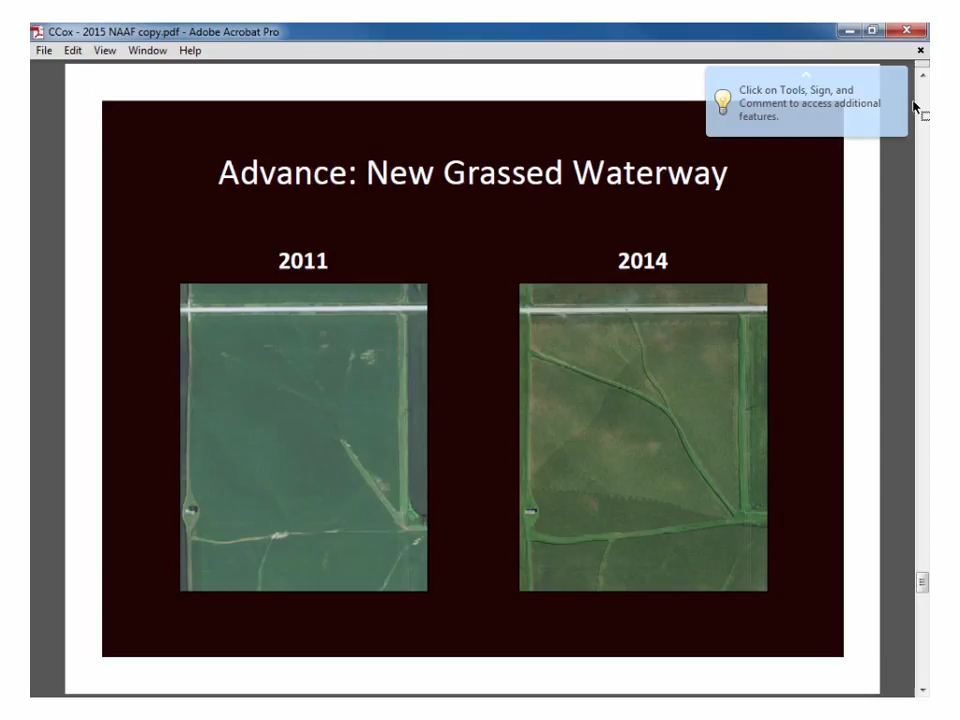 CCox - 2015 NAAF copy.pdf - Adobe Acrobat Pro
File Edit View Window Help
Click on Tools, Sign, and
Comment to access additional
features.
Advance: New Grassed Waterway
2011 2014